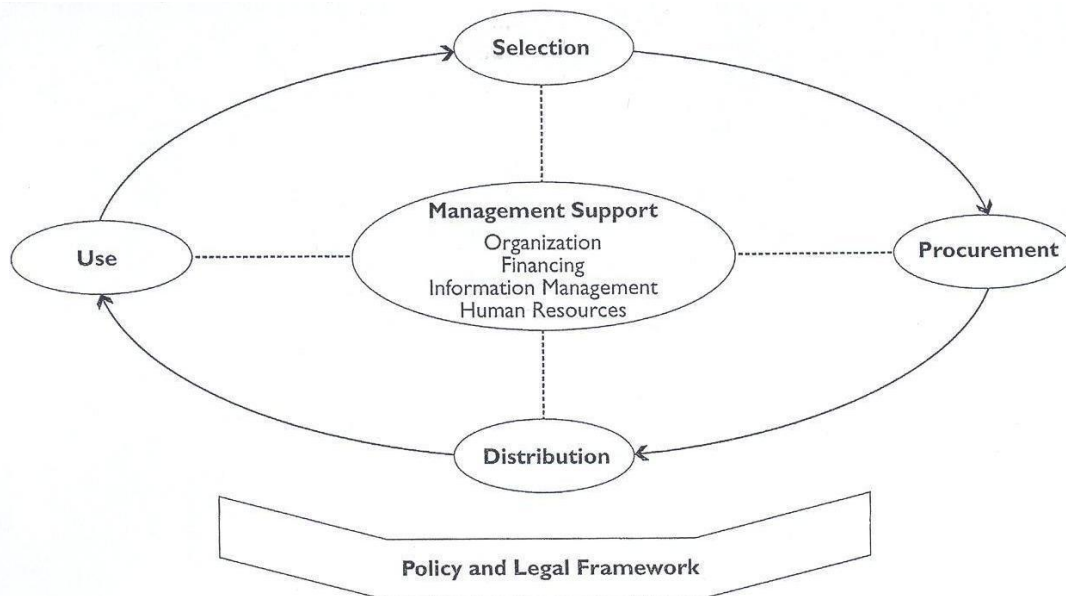 Selection
Management Support
Organization
Financing
Information Management
Human Resources
Use
Procurement
Distribution
Policy and Legal Framework